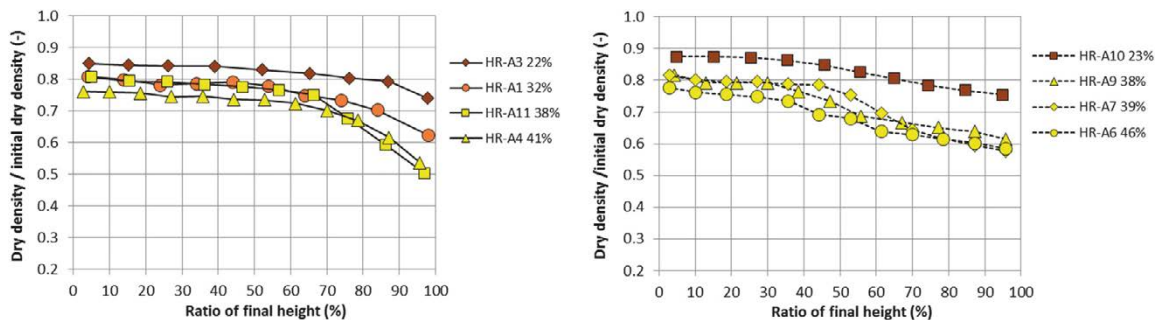 1.0
0.9
0.8
0.7
0.6
0.5
0.4
0.3
0.2
Dry density / initial dry density (-)
0 10 20 30 40 50 60 70 80 90 100
Ratio of final height (%)
HR-A3 22%
HR-A1 32%
HR-A11 38%
HR-A4 41%
1.0
0.9
0.8
0.7
0.6
0.5
0.4
0.3
0.2
Dry density /initial dry density (-)
0 10 20 30 40 50 60 70 80 90 100
Ratio of final height (%)
HR-A10 23%
HR-A9 38%
HR-A7 39%
HR-A6 46%